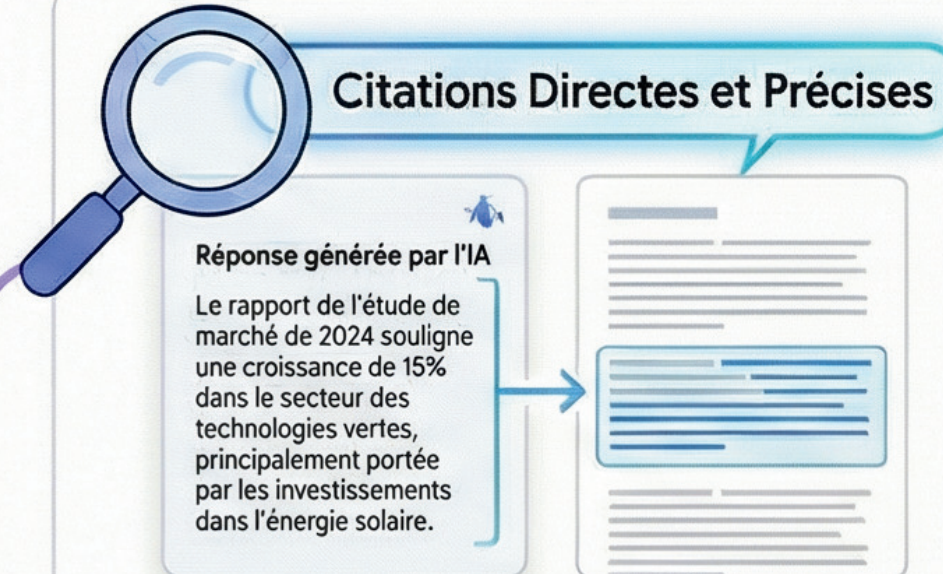 Citations Directes et Précises
Réponse générée par l'IA
Le rapport de l'étude de
marché de 2024 souligne
une croissance de 15%
dans le secteur des
technologies vertes,
principalement portée
par les investissements
dans l'énergie solaire.